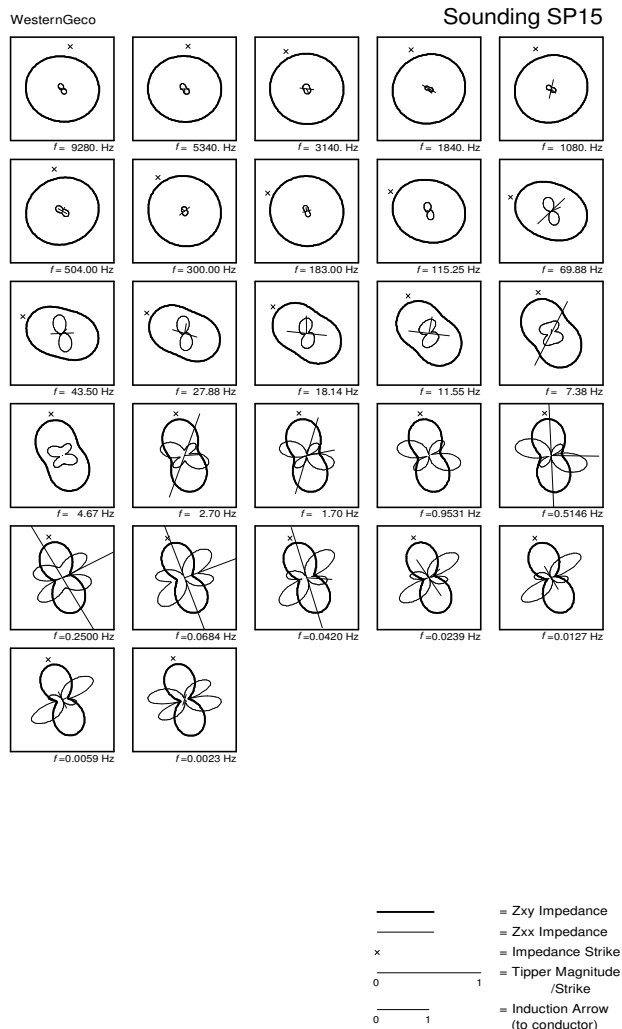 WesternGeco
Sounding SP15
f = 9280. Hz
f = 5340. Hz
f = 3140. Hz
f = 1840. Hz
f = 1080. Hz
f = 504.00 Hz
f = 300.00 Hz
f = 183.00 Hz
f = 115.25 Hz
f = 69.88 Hz
f = 43.50 Hz
f = 27.88 Hz
f = 18.14 Hz
f = 11.55 Hz
f = 7.38 Hz
f = 4.67 Hz
f = 2.70 Hz
f = 1.70 Hz
f =0.9531 Hz
f =0.5146 Hz
f =0.2500 Hz
f =0.0684 Hz
f =0.0420 Hz
f =0.0239 Hz
f =0.0127 Hz
f =0.0059 Hz
f =0.0023 Hz
= Zxy Impedance
= Zxx Impedance
× = Impedance Strike
= Tipper Magnitude
0 1
/Strike
= Induction Arrow
0 1
(to conductor)